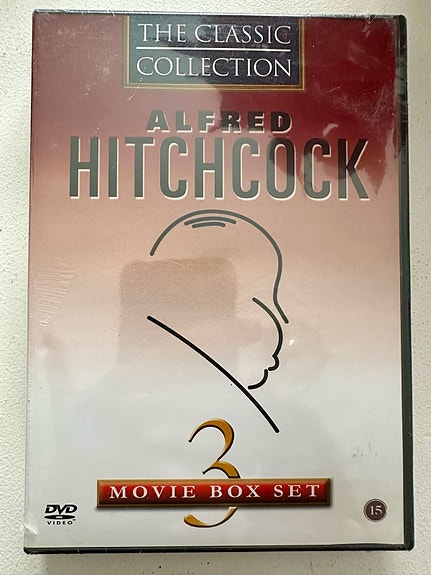 THE CLASSIC
COLLECTION
ALFRED
HITCHCOCK
3
MOVIE BOX SET
DVD
VIDEO
15